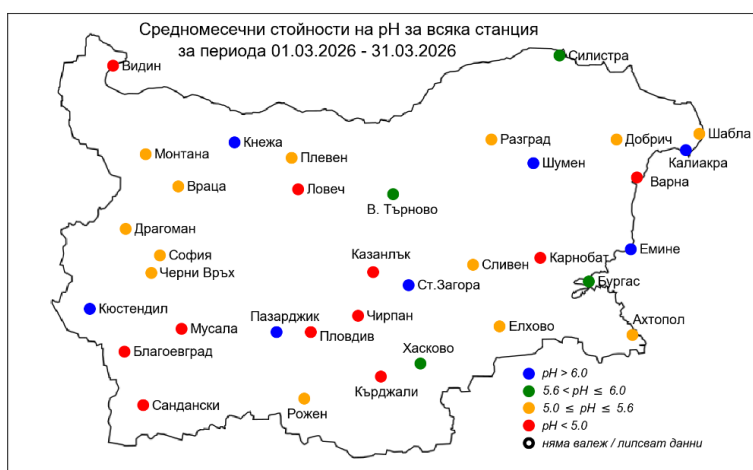 Средномесечни стойности на pH за всяка станция
за периода 01.03.2026 - 31.03.2026
Видин
Силистра
Кнежа
Монтана
Плевен
Разград
Добрич
Шабла
Шумен
Калиакра
Враца
Ловеч
Варна
В. Търново
Драгоман
София
Казанлък
Карнобат
Емине
Черни Връх
Сливен
Ст.Загора
Бургас
Кюстендил
Пазарджик
Чирпан
Мусала
Пловдив
Елхово
Ахтопол
Благоевград
Хасково
Кърджали
Сандански
Рожен
pH > 6.0
5.6 < pH ≤ 6.0
5.0 ≤ pH ≤ 5.6
pH < 5.0
няма валеж / липсват данни